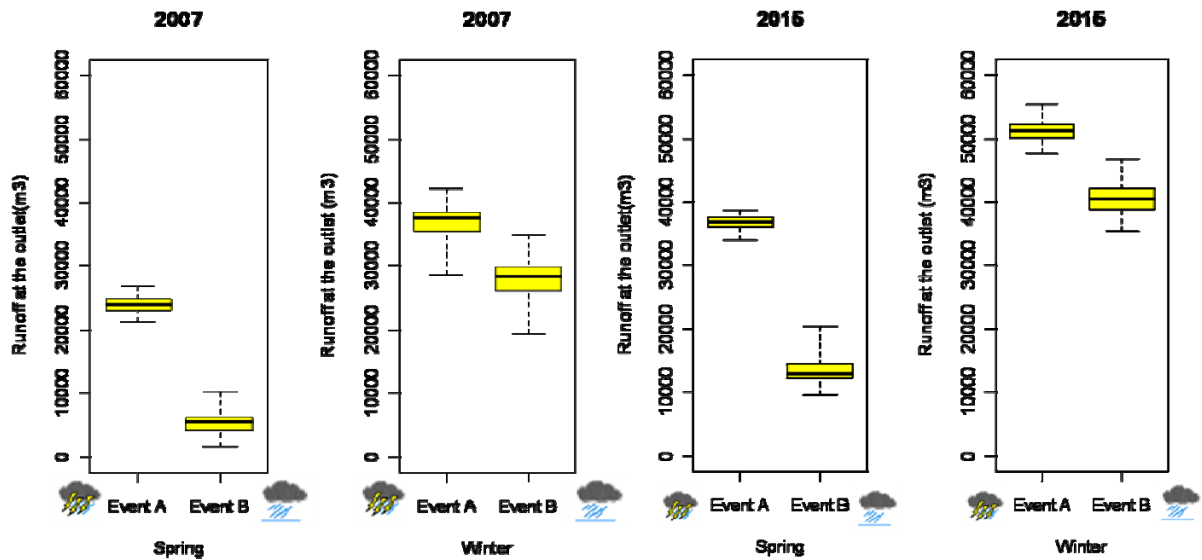 2007
Runoff at the outlet(m3)
60000
50000
40000
30000
20000
10000
0
Event A
Event B
Spring
2007
Runoff at the outlet (m3)
60000
50000
40000
30000
20000
10000
0
Event A
Event B
Winter
2015
Runoff at the outlet(m3)
60000
50000
40000
30000
20000
10000
0
Event A
Event B
Spring
2015
Runoff at the outlet (m3)
60000
50000
40000
30000
20000
10000
0
Event A
Event B
Winter